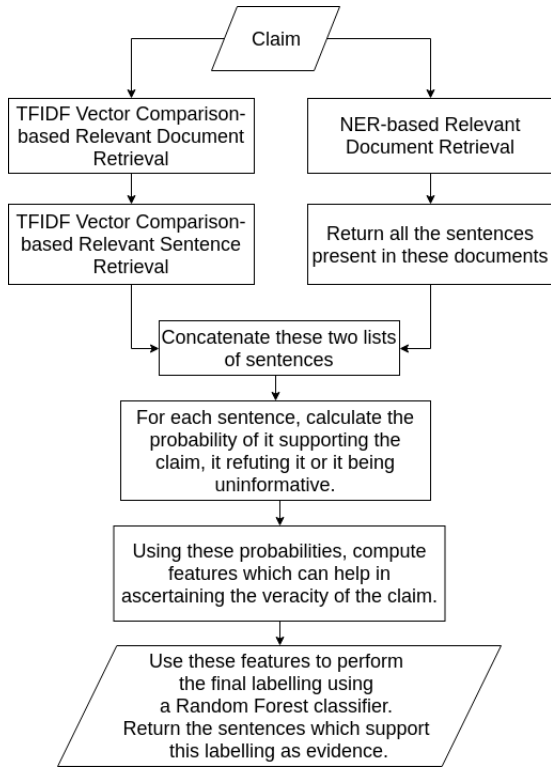 Claim
TFIDF Vector Comparison-
based Relevant Document
Retrieval
NER-based Relevant
Document Retrieval
TFIDF Vector Comparison-
based Relevant Sentence
Retrieval
Return all the sentences
present in these documents
Concatenate these two lists
of sentences
For each sentence, calculate the
probability of it supporting the
claim, it refuting it or it being
uninformative.
Using these probabilities, compute
features which can help in
ascertaining the veracity of the claim.
Use these features to perform
the final labelling using
a Random Forest classifier.
Return the sentences which support
this labelling as evidence.